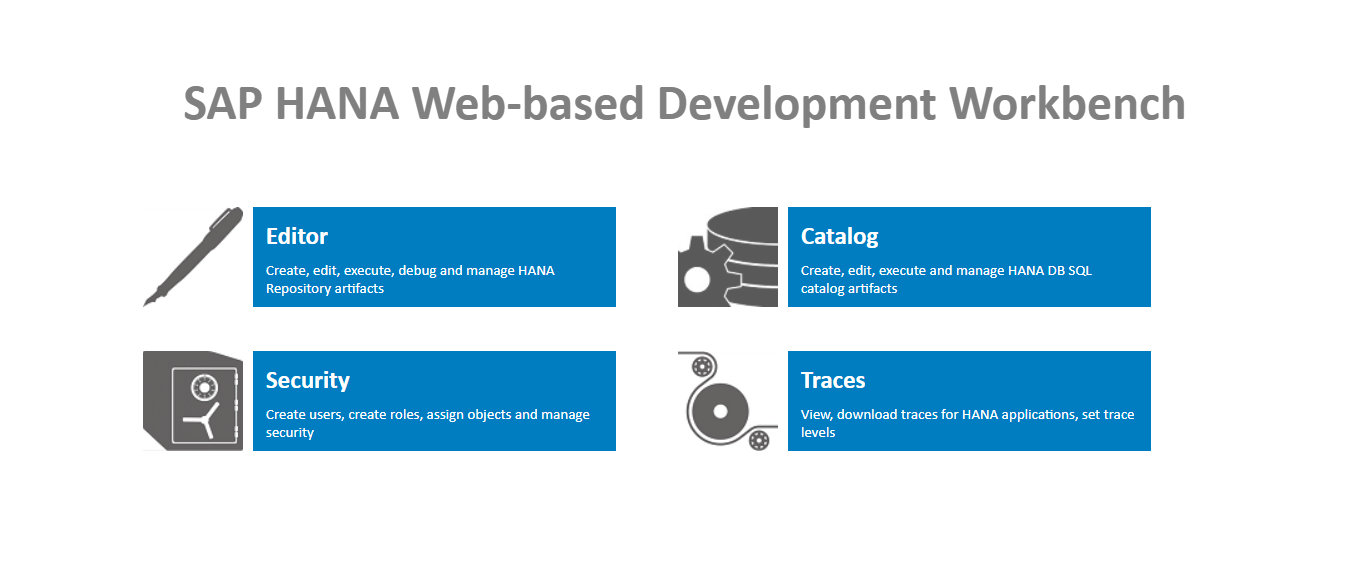 SAP HANA Web-based Development Workbench
Editor
Create, edit, execute, debug and manage HANA
Repository artifacts
Catalog
Create, edit, execute and manage HANA DB SQL
catalog artifacts
Security
Create users, create roles, assign objects and manage
security
Traces
View, download traces for HANA applications, set trace
levels